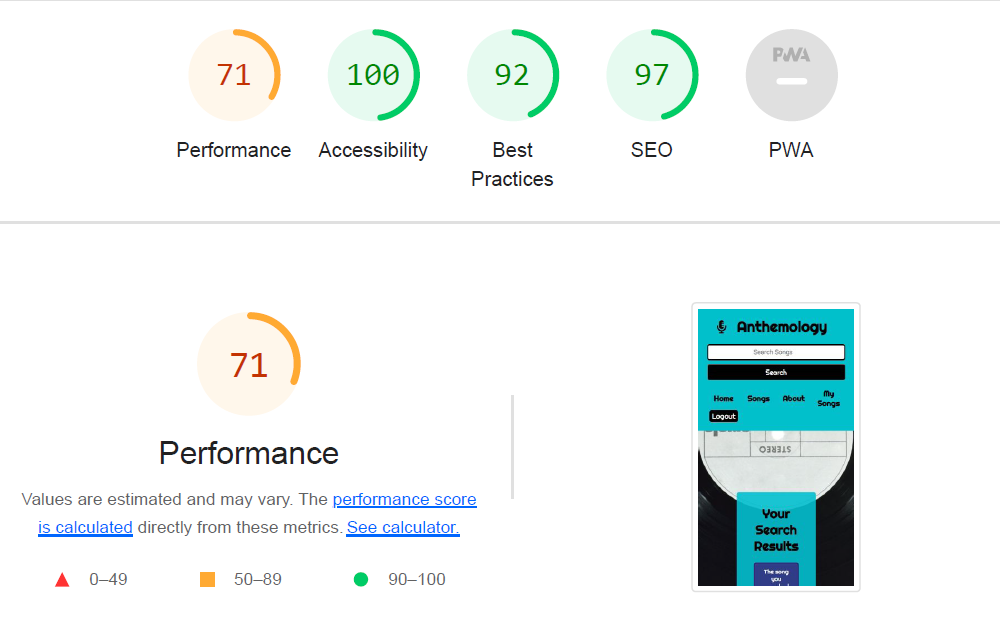 71
100
92
97
PWA
Performance
Accessibility
Best
Practices
SEO
PWA
71
Performance
Values are estimated and may vary. The performance score
is calculated directly from these metrics. See calculator.
0–49
50–89
90–100
Anthemology
Search Songs
Search
Home
Songs
About
My
Songs
Logout
STEREO
Your
Search
Results
The song
you